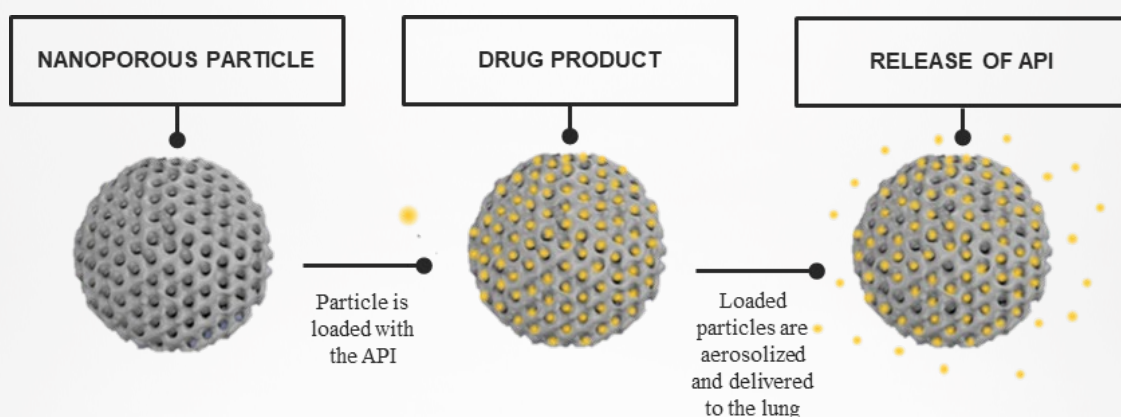 NANOPOROUS PARTICLE
DRUG PRODUCT
RELEASE OF API
Particle is
loaded with
the API
Loaded
particles are
aerosolized
and delivered
to the lung